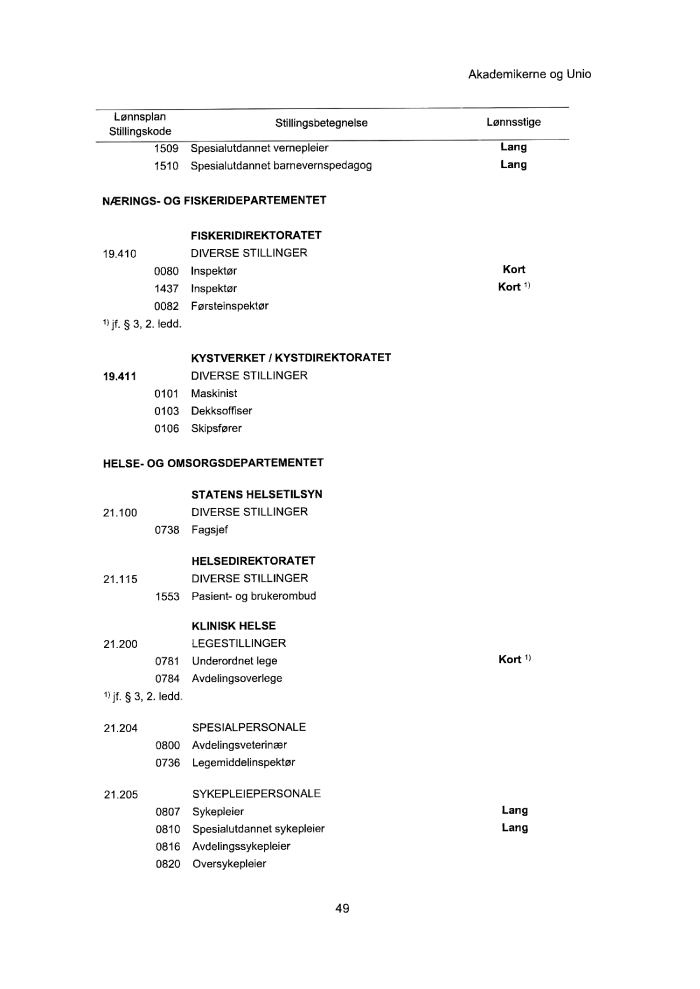 Akademikerne og Unio
Lønnsplan
Stillingskode
Stillingsbetegnelse
Lønnsstige
1509 Spesialutdannet vernepleier Lang
1510 Spesialutdannet barnevernspedagog Lang
NÆRINGS- OG FISKERIDEPARTEMENTET
FISKERIDIREKTORATET
19.410 DIVERSE STILLINGER
0080 Inspektør Kort
1437 Inspektør Kort 1)
0082 Førsteinspektør
1) jf. § 3, 2. ledd.
KYSTVERKET / KYSTDIREKTORATET
19.411 DIVERSE STILLINGER
0101 Maskinist
0103 Dekksoffiser
0106 Skipsfører
HELSE- OG OMSORGSDEPARTEMENTET
STATENS HELSETILSYN
21.100 DIVERSE STILLINGER
0738 Fagsjef
HELSEDIREKTORATET
21.115 DIVERSE STILLINGER
1553 Pasient- og brukerombud
KLINISK HELSE
21.200 LEGESTILLINGER
0781 Underordnet lege Kort 1)
0784 Avdelingsoverlege
1) jf. § 3, 2. ledd.
21.204 SPESIALPERSONALE
0800 Avdelingsveterinær
0736 Legemiddelinspektør
21.205 SYKEPLEIEPERSONALE
0807 Sykepleier Lang
0810 Spesialutdannet sykepleier Lang
0816 Avdelingssykepleier
0820 Oversykepleier
49